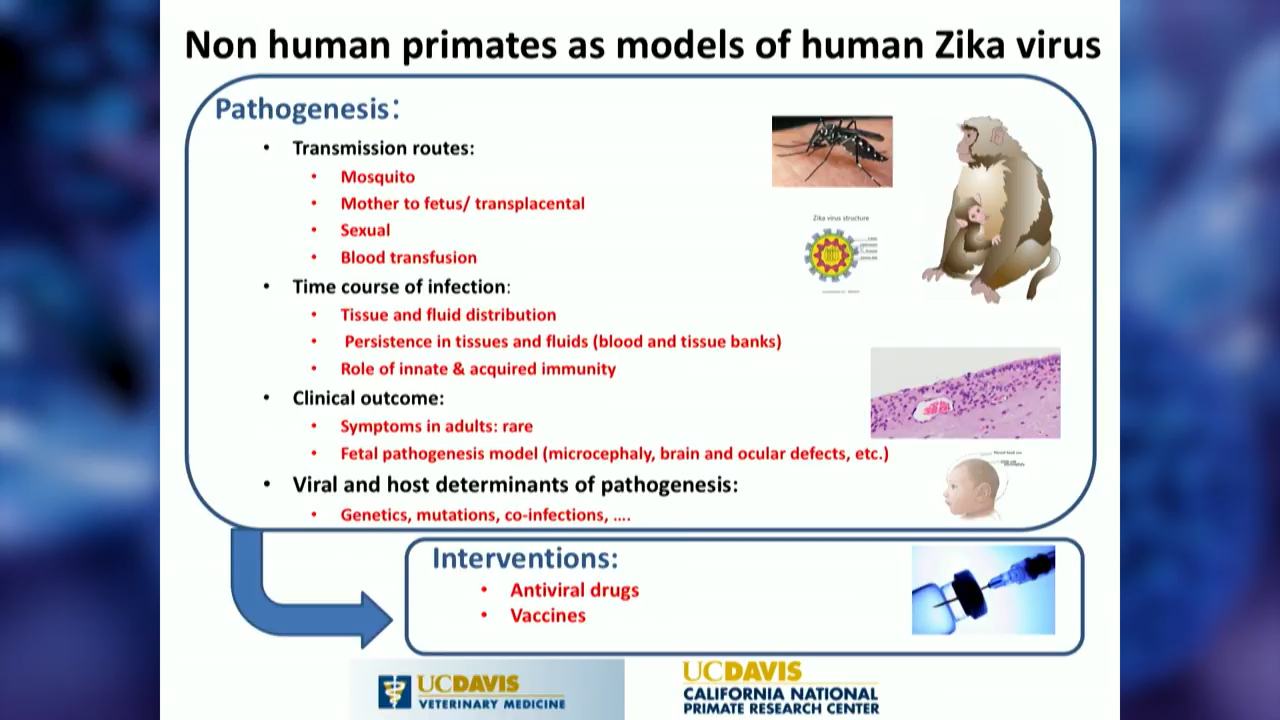 Non human primates as models of human Zika virus
Pathogenesis:
• Transmission routes:
• Mosquito
• Mother to fetus/ transplacental
• Sexual
• Blood transfusion
Zika virus structure
• Time course of infection:
• Tissue and fluid distribution
• Persistence in tissues and fluids (blood and tissue banks)
• Role of innate & acquired immunity
• Clinical outcome:
• Symptoms in adults: rare
• Fetal pathogenesis model (microcephaly, brain and ocular defects, etc.)
• Viral and host determinants of pathogenesis:
• Genetics, mutations, co-infections, ....
Interventions:
• Antiviral drugs
• Vaccines
UCDAVIS
VETERINARY MEDICINE
UCDAVIS
CALIFORNIA NATIONAL
PRIMATE RESEARCH CENTER